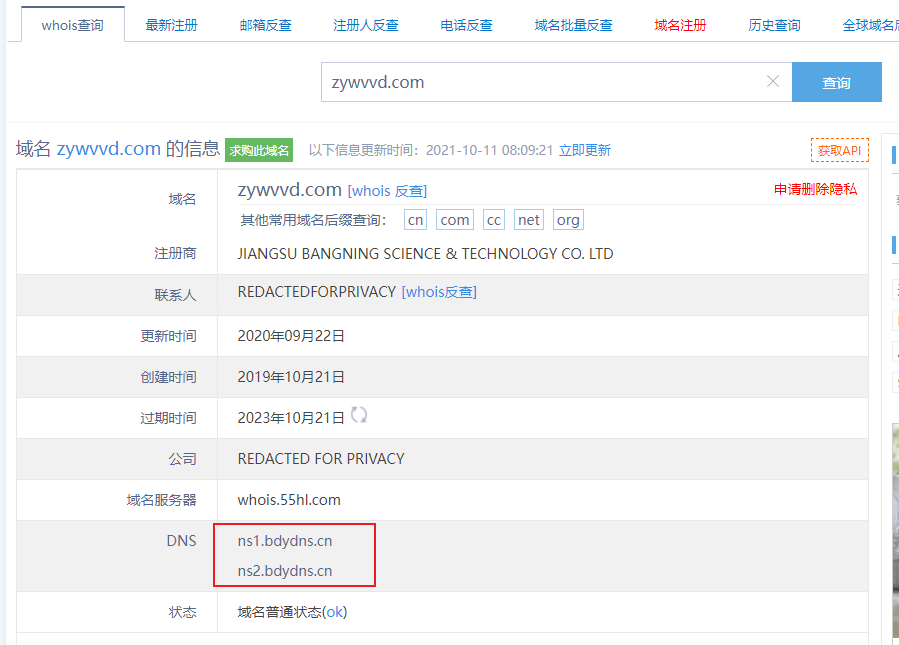 whois查询 最新注册 邮箱反查 注册人反查 电话反查 域名批量反查 域名注册 历史查询 全球域名后
zywvvd.com 查询
域名 zywvvd.com 的信息 求购此域名 以下信息更新时间：2021-10-11 08:09:21 立即更新 获取API
域名 zywvvd.com [whois 反查] 申请删除隐私
其他常用域名后缀查询： cn com cc net org
注册商 JIANGSU BANGNING SCIENCE & TECHNOLOGY CO. LTD
联系人 REDACTEDFORPRIVACY [whois反查]
更新时间 2020年09月22日
创建时间 2019年10月21日
过期时间 2023年10月21日
公司 REDACTED FOR PRIVACY
域名服务器 whois.55hl.com
DNS ns1.bdydns.cn
ns2.bdydns.cn
状态 域名普通状态(ok)